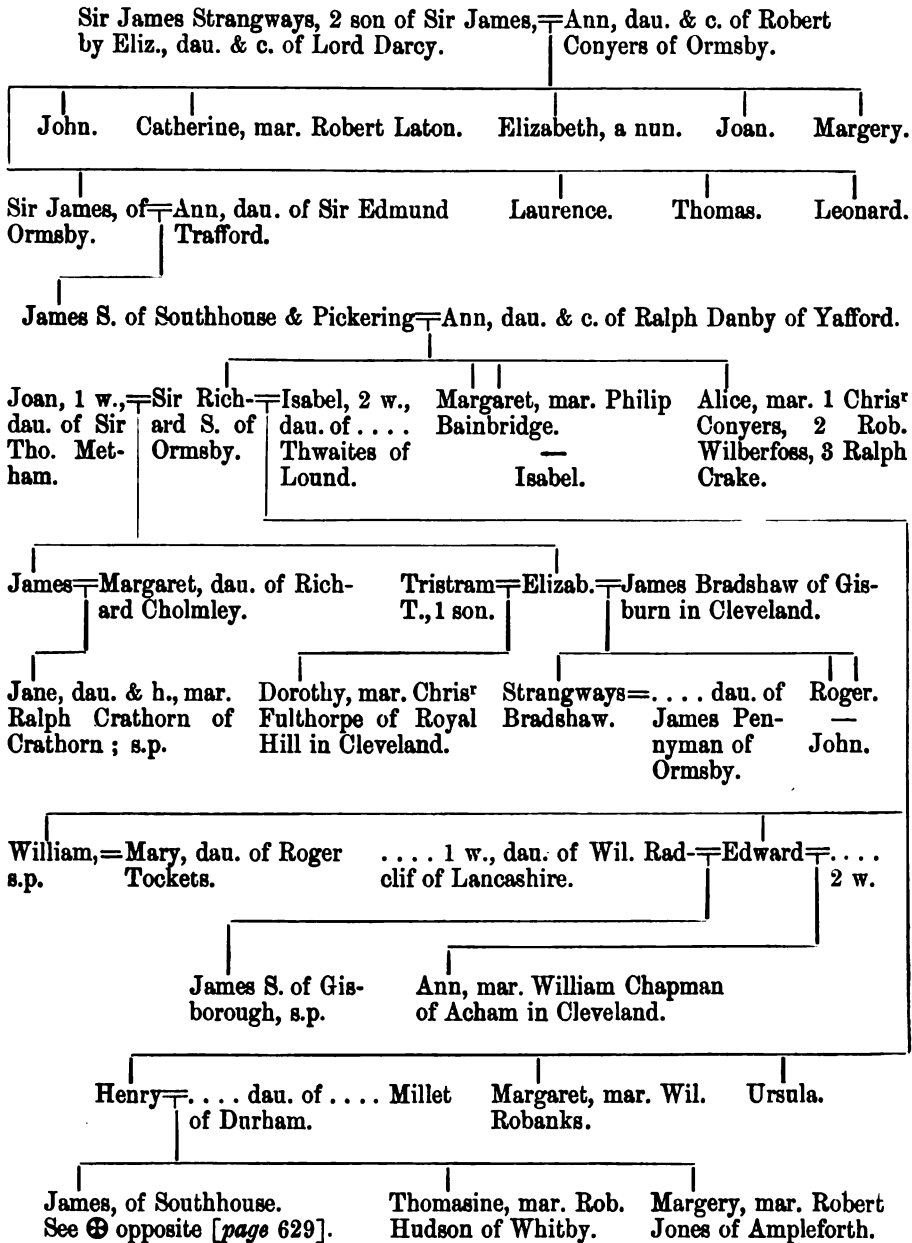 Sir James Strangways, 2 son of Sir James,
by Eliz., dau. & c. of Lord Darcy.
Ann, dau. & c. of Robert
Conyers of Ormsby.
John.
Catherine, mar. Robert Laton.
Elizabeth, a nun.
Joan.
Margery.
Sir James, of
Ormsby.
Ann, dau. of Sir Edmund
Trafford.
Laurence.
Thomas.
Leonard.
James S. of Southhouse & Pickering=Ann, dau. & c. of Ralph Danby of Yafford.
Joan, 1 w.,
dau. of Sir
Tho. Met-
ham.
Sir Rich-
ard S. of
Ormsby.
Isabel, 2 w.,
dau. of . . . .
Thwaites of
Lound.
Margaret, mar. Philip
Bainbridge.
—
Isabel.
Alice, mar. 1 Chrisʳ
Conyers, 2 Rob.
Wilberfoss, 3 Ralph
Crake.
James=Margaret, dau. of Rich-
ard Cholmley.
Tristram
T., 1 son.
Elizab.
James Bradshaw of Gis-
burn in Cleveland.
Jane, dau. & h., mar.
Ralph Crathorn of
Crathorn ; s.p.
Dorothy, mar. Chrisʳ
Fulthorpe of Royal
Hill in Cleveland.
Strangways=
Bradshaw.
. . . . dau. of
James Pen-
nyman of
Ormsby.
Roger.
—
John.
William,=
s.p.
Mary, dau. of Roger
Tockets.
. . . . 1 w., dau. of Wil. Rad-
clif of Lancashire.
Edward
. . . .
2 w.
James S. of Gis-
borough, s.p.
Ann, mar. William Chapman
of Acham in Cleveland.
Henry=. . . . dau. of . . . . Millet
of Durham.
Margaret, mar. Wil.
Robanks.
Ursula.
James, of Southhouse.
See ⊕ opposite [page 629].
Thomasine, mar. Rob.
Hudson of Whitby.
Margery, mar. Robert
Jones of Ampleforth.